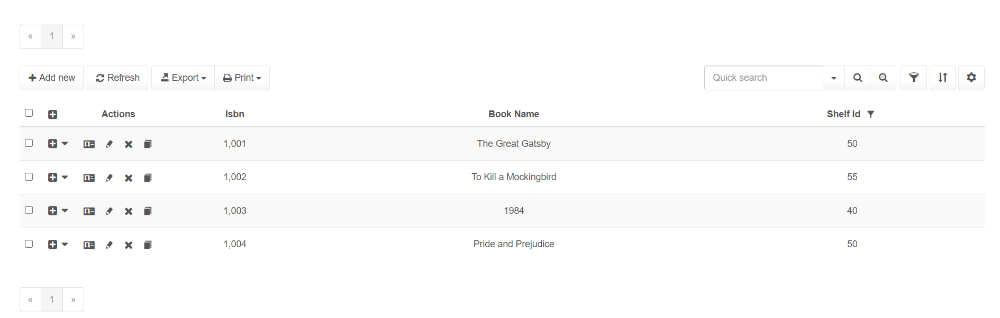 « 1 »
Add new Refresh Export Print Quick search
Actions Isbn Book Name Shelf Id
1,001 The Great Gatsby 50
1,002 To Kill a Mockingbird 55
1,003 1984 40
1,004 Pride and Prejudice 50
« 1 »